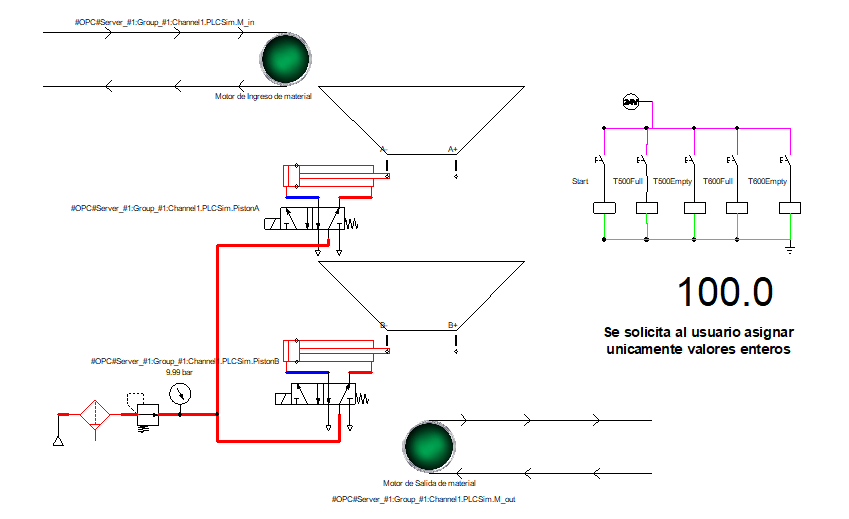 #OPC#Server_#1:Group_#1:Channel1.PLCSim.M_in
Motor de Ingreso de material
A-
A+
24V
Start
T500Full
T500Empty
T600Full
T600Empty
#OPC#Server_#1:Group_#1:Channel1.PLCSim.PistonA
100.0
Se solicita al usuario asignar
unicamente valores enteros
B-
B+
#OPC#Server_#1:Group_#1:Channel1.PLCSim.PistonB
9.99 bar
Motor de Salida de material
#OPC#Server_#1:Group_#1:Channel1.PLCSim.M_out